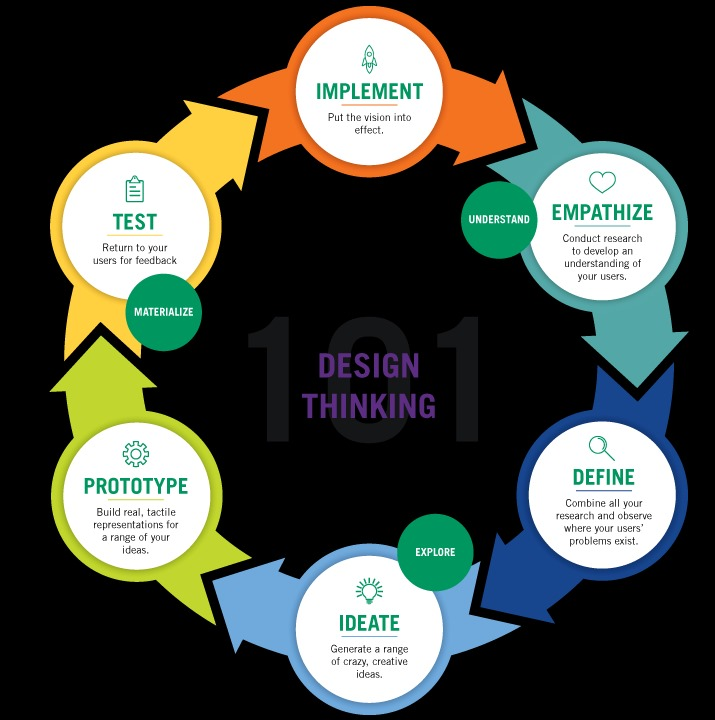 IMPLEMENT
Put the vision into
effect.
EMPATHIZE
Conduct research
to develop an
understanding of
your users.
UNDERSTAND
DEFINE
Combine all your
research and observe
where your users'
problems exist.
EXPLORE
IDEATE
Generate a range
of crazy, creative
ideas.
PROTOTYPE
Build real, tactile
representations for
a range of your
ideas.
MATERIALIZE
TEST
Return to your
users for feedback
101
DESIGN
THINKING